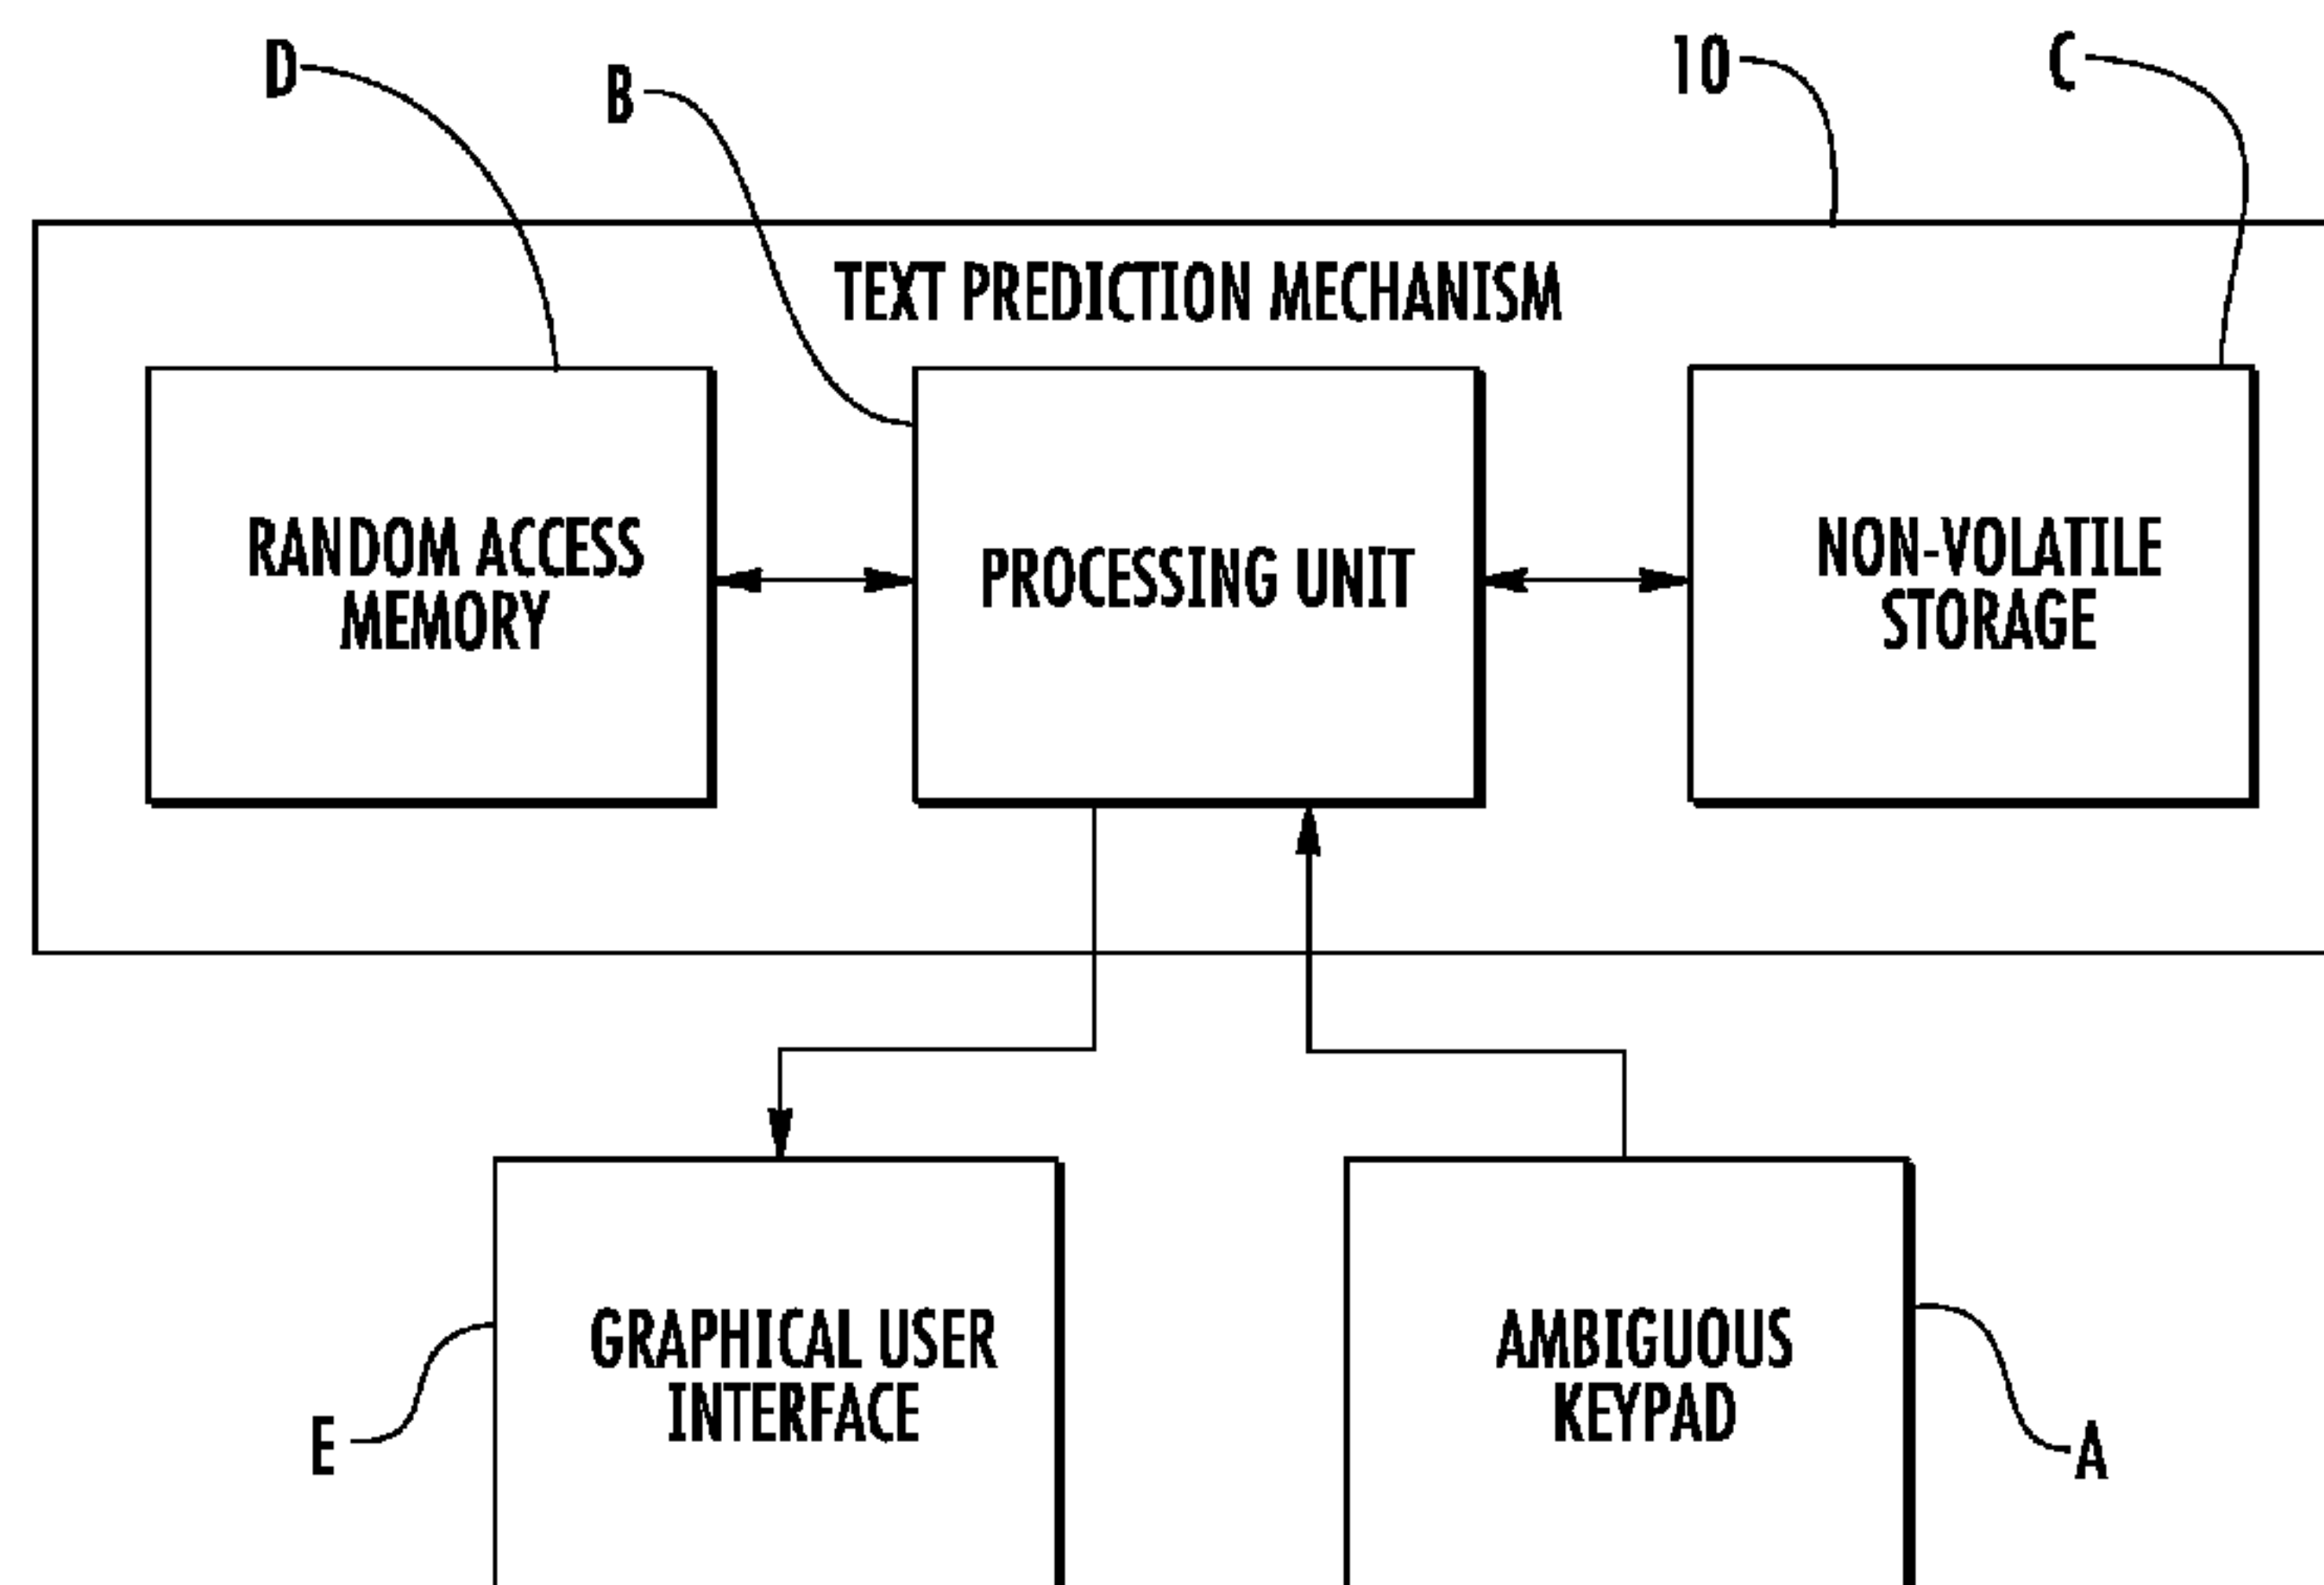 D
B
10
C
TEXT PREDICTION MECHANISM
RANDOM ACCESS
MEMORY
PROCESSING UNIT
NON-VOLATILE
STORAGE
GRAPHICAL USER
INTERFACE
AMBIGUOUS
KEYPAD
E
A